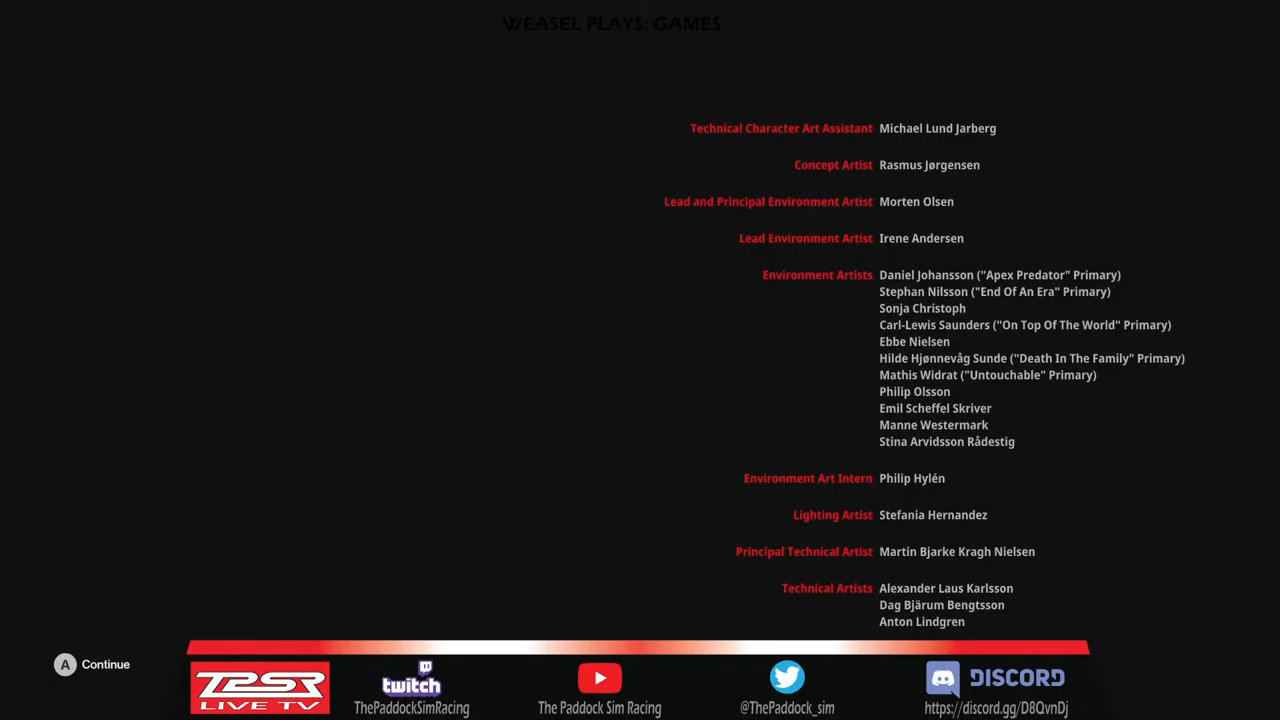 WEASEL PLAYS: GAMES
Technical Character Art Assistant Michael Lund Jarberg
Concept Artist Rasmus Jørgensen
Lead and Principal Environment Artist Morten Olsen
Lead Environment Artist Irene Andersen
Environment Artists Daniel Johansson ("Apex Predator" Primary)
Stephan Nilsson ("End Of An Era" Primary)
Sonja Christoph
Carl-Lewis Saunders ("On Top Of The World" Primary)
Ebbe Nielsen
Hilde Hjønnevåg Sunde ("Death In The Family" Primary)
Mathis Widrat ("Untouchable" Primary)
Philip Olsson
Emil Scheffel Skriver
Manne Westermark
Stina Arvidsson Rådestig
Environment Art Intern Philip Hylén
Lighting Artist Stefania Hernandez
Principal Technical Artist Martin Bjarke Kragh Nielsen
Technical Artists Alexander Laus Karlsson
Dag Bjärum Bengtsson
Anton Lindgren
A Continue
TPSR
LIVE TV
twitch
ThePaddockSimRacing
The Paddock Sim Racing
@ThePaddock_sim
DISCORD
https://discord.gg/D8QvnDj